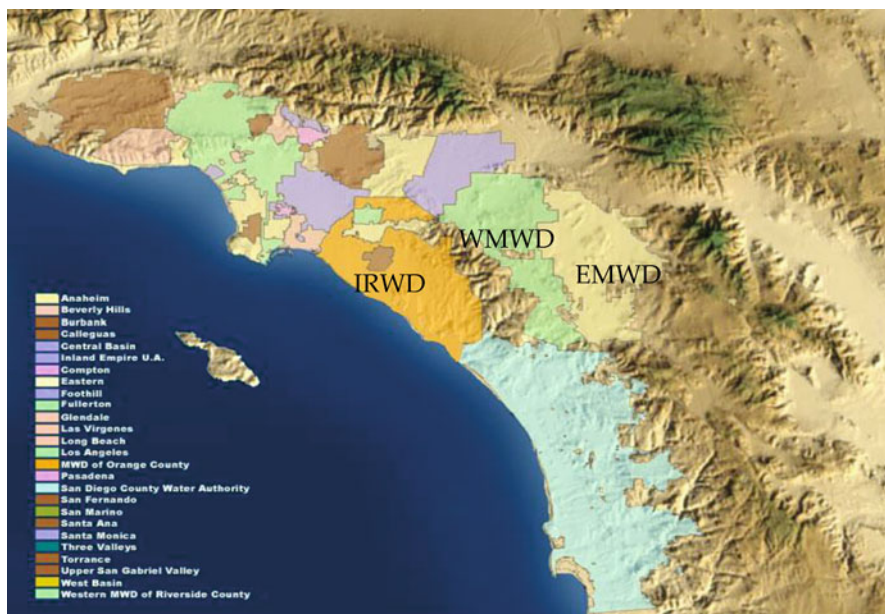 WMWD
EMWD
IRWD
Anaheim
Beverly Hills
Burbank
Calleguas
Central Basin
Inland Empire U.A.
Compton
Eastern
Foothill
Fullerton
Glendale
Las Virgenes
Long Beach
Los Angeles
MWD of Orange County
Pasadena
San Diego County Water Authority
San Fernando
San Marino
Santa Ana
Santa Monica
Three Valleys
Torrance
Upper San Gabriel Valley
West Basin
Western MWD of Riverside County